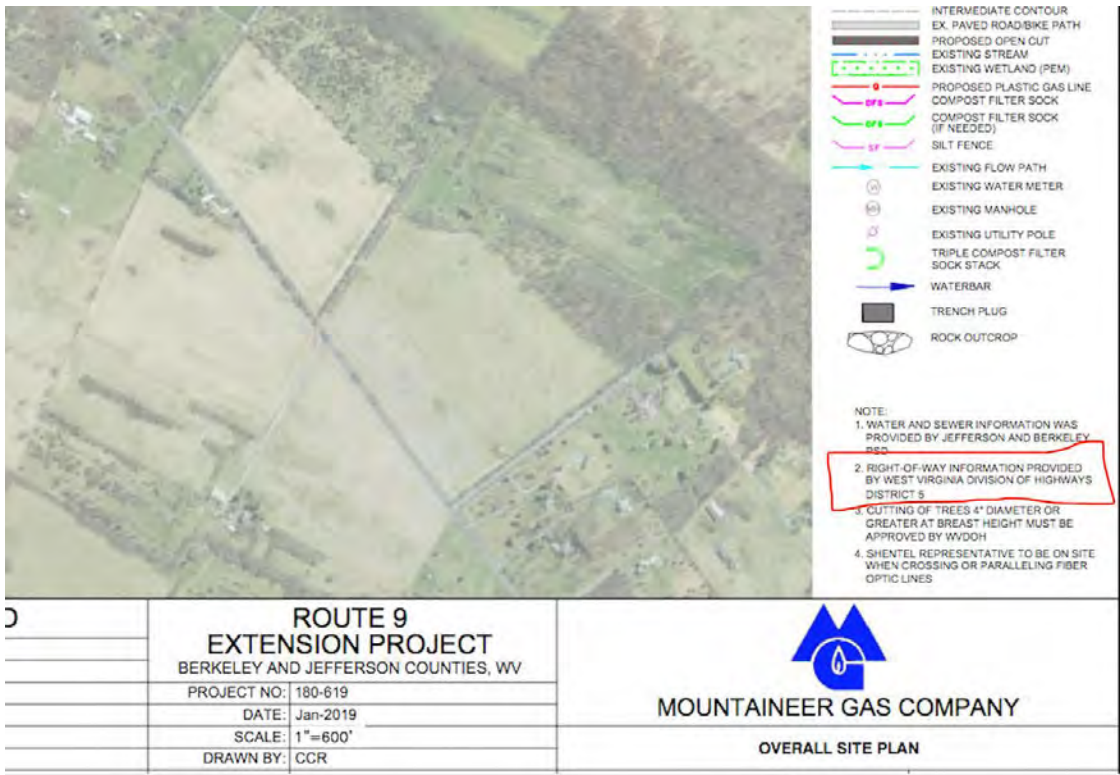 INTERMEDIATE CONTOUR
EX. PAVED ROAD/BIKE PATH
PROPOSED OPEN CUT
EXISTING STREAM
EXISTING WETLAND (PEM)
G PROPOSED PLASTIC GAS LINE
CFS COMPOST FILTER SOCK
CFS COMPOST FILTER SOCK
(IF NEEDED)
SF SILT FENCE
EXISTING FLOW PATH
W EXISTING WATER METER
MH EXISTING MANHOLE
EXISTING UTILITY POLE
TRIPLE COMPOST FILTER
SOCK STACK
WATERBAR
TRENCH PLUG
ROCK OUTCROP
NOTE:
1. WATER AND SEWER INFORMATION WAS
PROVIDED BY JEFFERSON AND BERKELEY
PSD
2. RIGHT-OF-WAY INFORMATION PROVIDED
BY WEST VIRGINIA DIVISION OF HIGHWAYS
DISTRICT 5
3. CUTTING OF TREES 4" DIAMETER OR
GREATER AT BREAST HEIGHT MUST BE
APPROVED BY WVDOH
4. SHENTEL REPRESENTATIVE TO BE ON SITE
WHEN CROSSING OR PARALLELING FIBER
OPTIC LINES
ROUTE 9
EXTENSION PROJECT
BERKELEY AND JEFFERSON COUNTIES, WV
PROJECT NO: 180-619
DATE: Jan-2019
SCALE: 1"=600'
DRAWN BY: CCR
MOUNTAINEER GAS COMPANY
OVERALL SITE PLAN